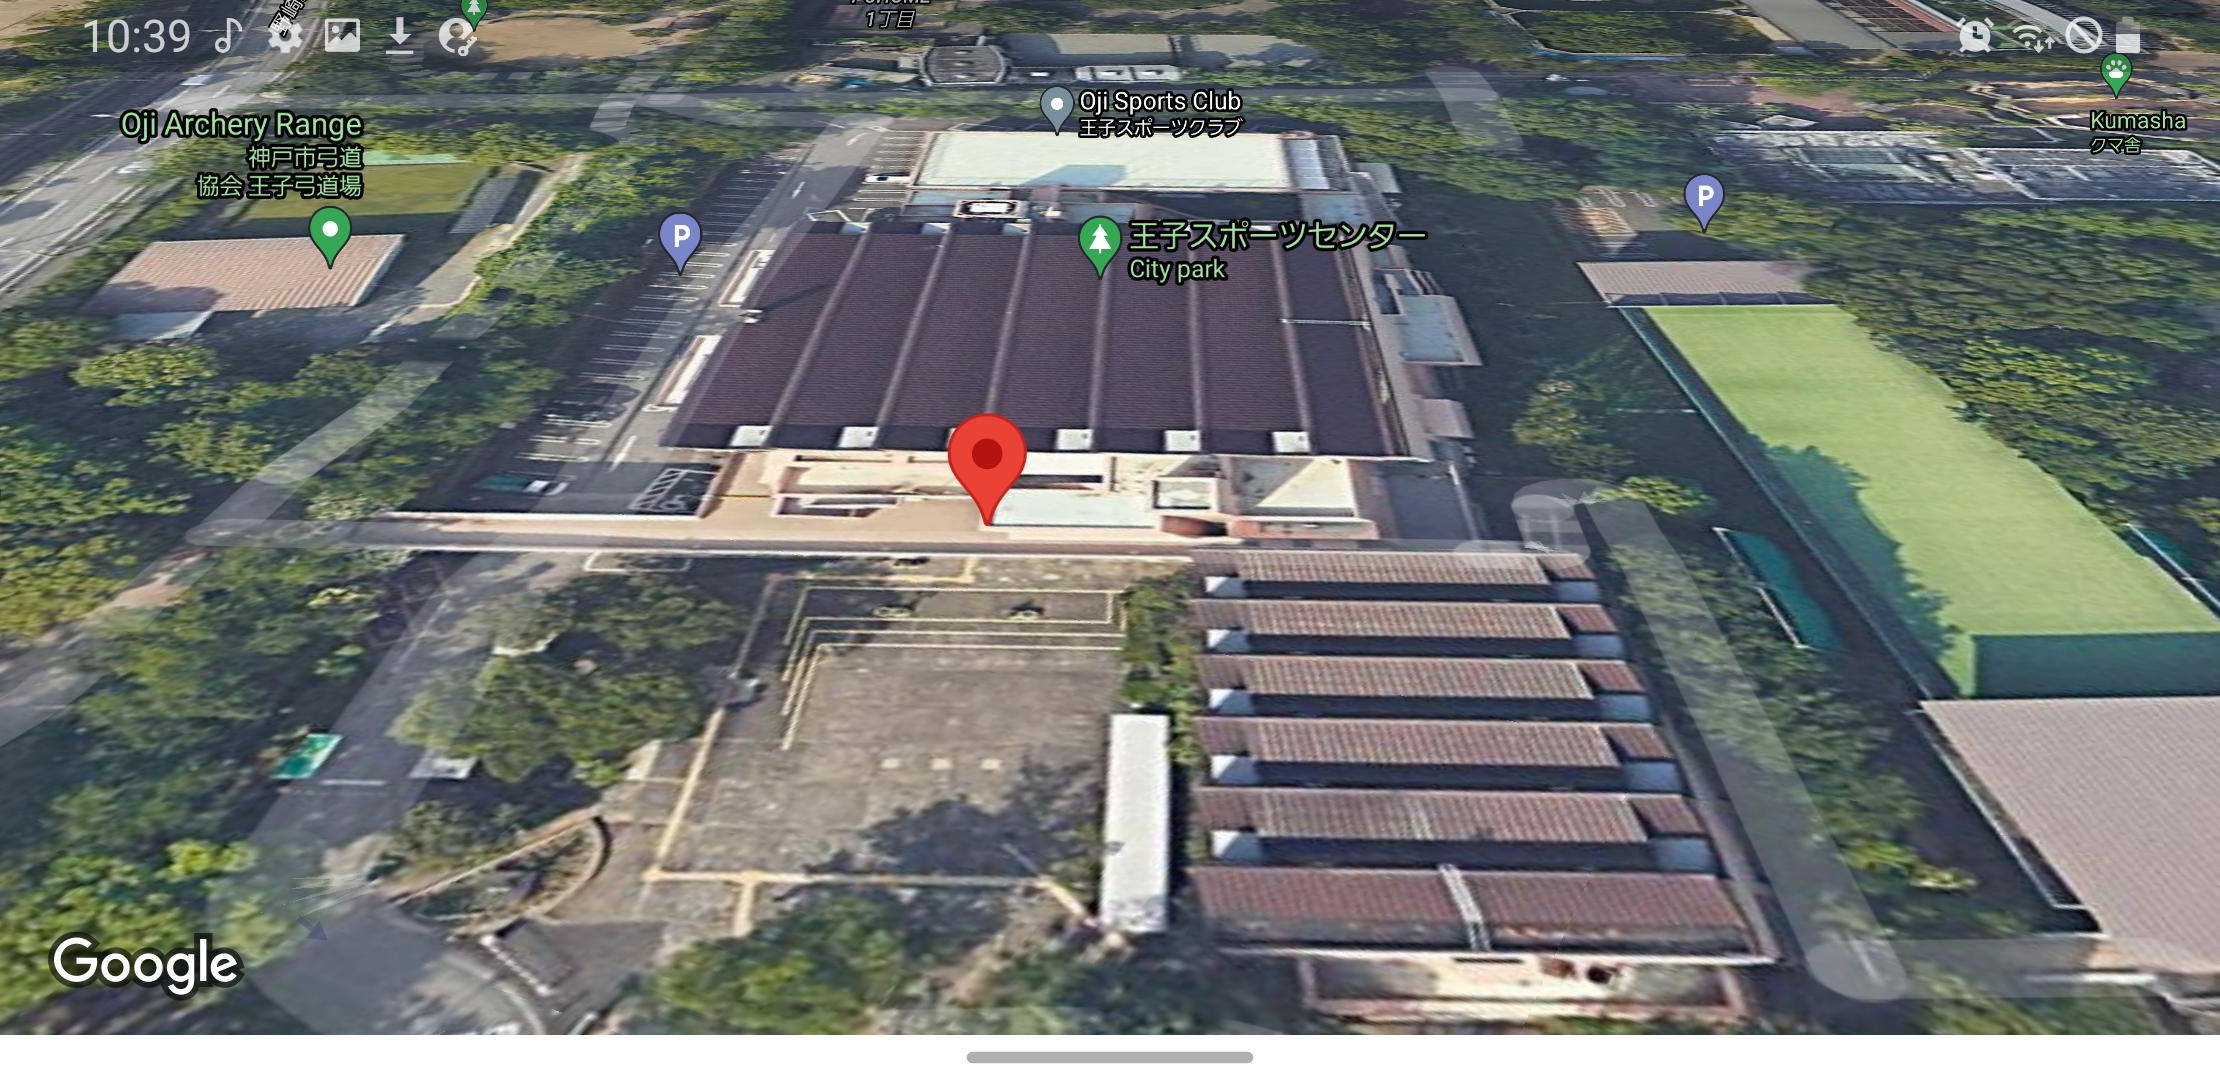 10:39
1丁目
Oji Sports Club
王子スポーツクラブ
Oji Archery Range
神戸市弓道
協会 王子弓道場
Kumasha
クマ舎
P
P
王子スポーツセンター
City park
Google